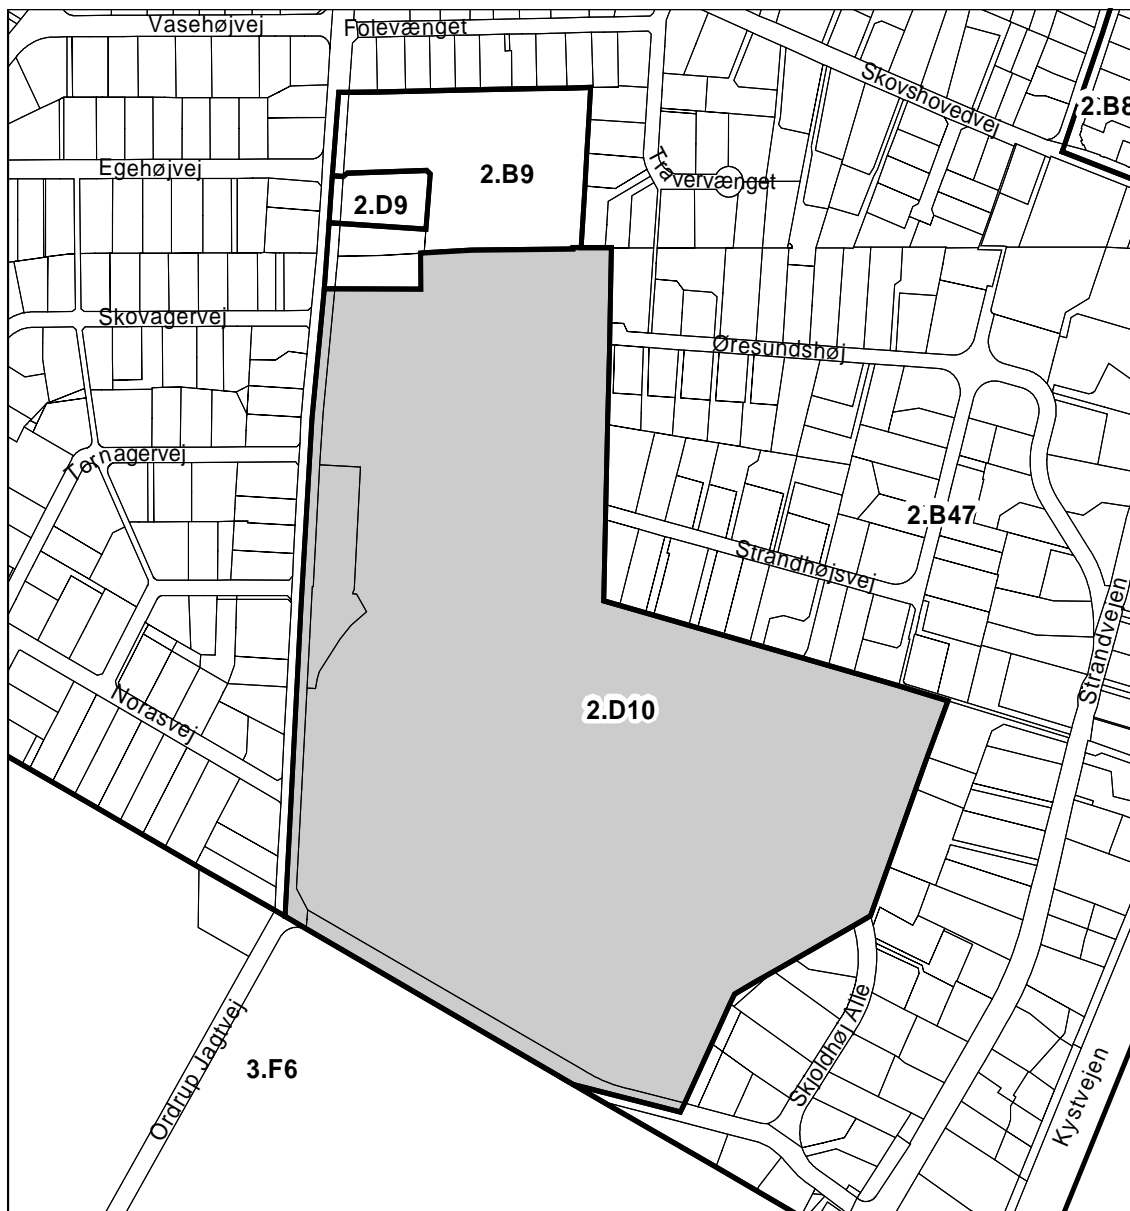 Vasehøjvej
Folevænget
Skovshovedvej
2.B8
Egehøjvej
2.B9
Travervænget
2.D9
Skovagervej
Øresundshøj
Tornagervej
2.B47
Strandhøjsvej
Strandvejen
Norasvej
2.D10
Skjoldhøj Alle
Ordrup Jagtvej
3.F6
Kystvejen